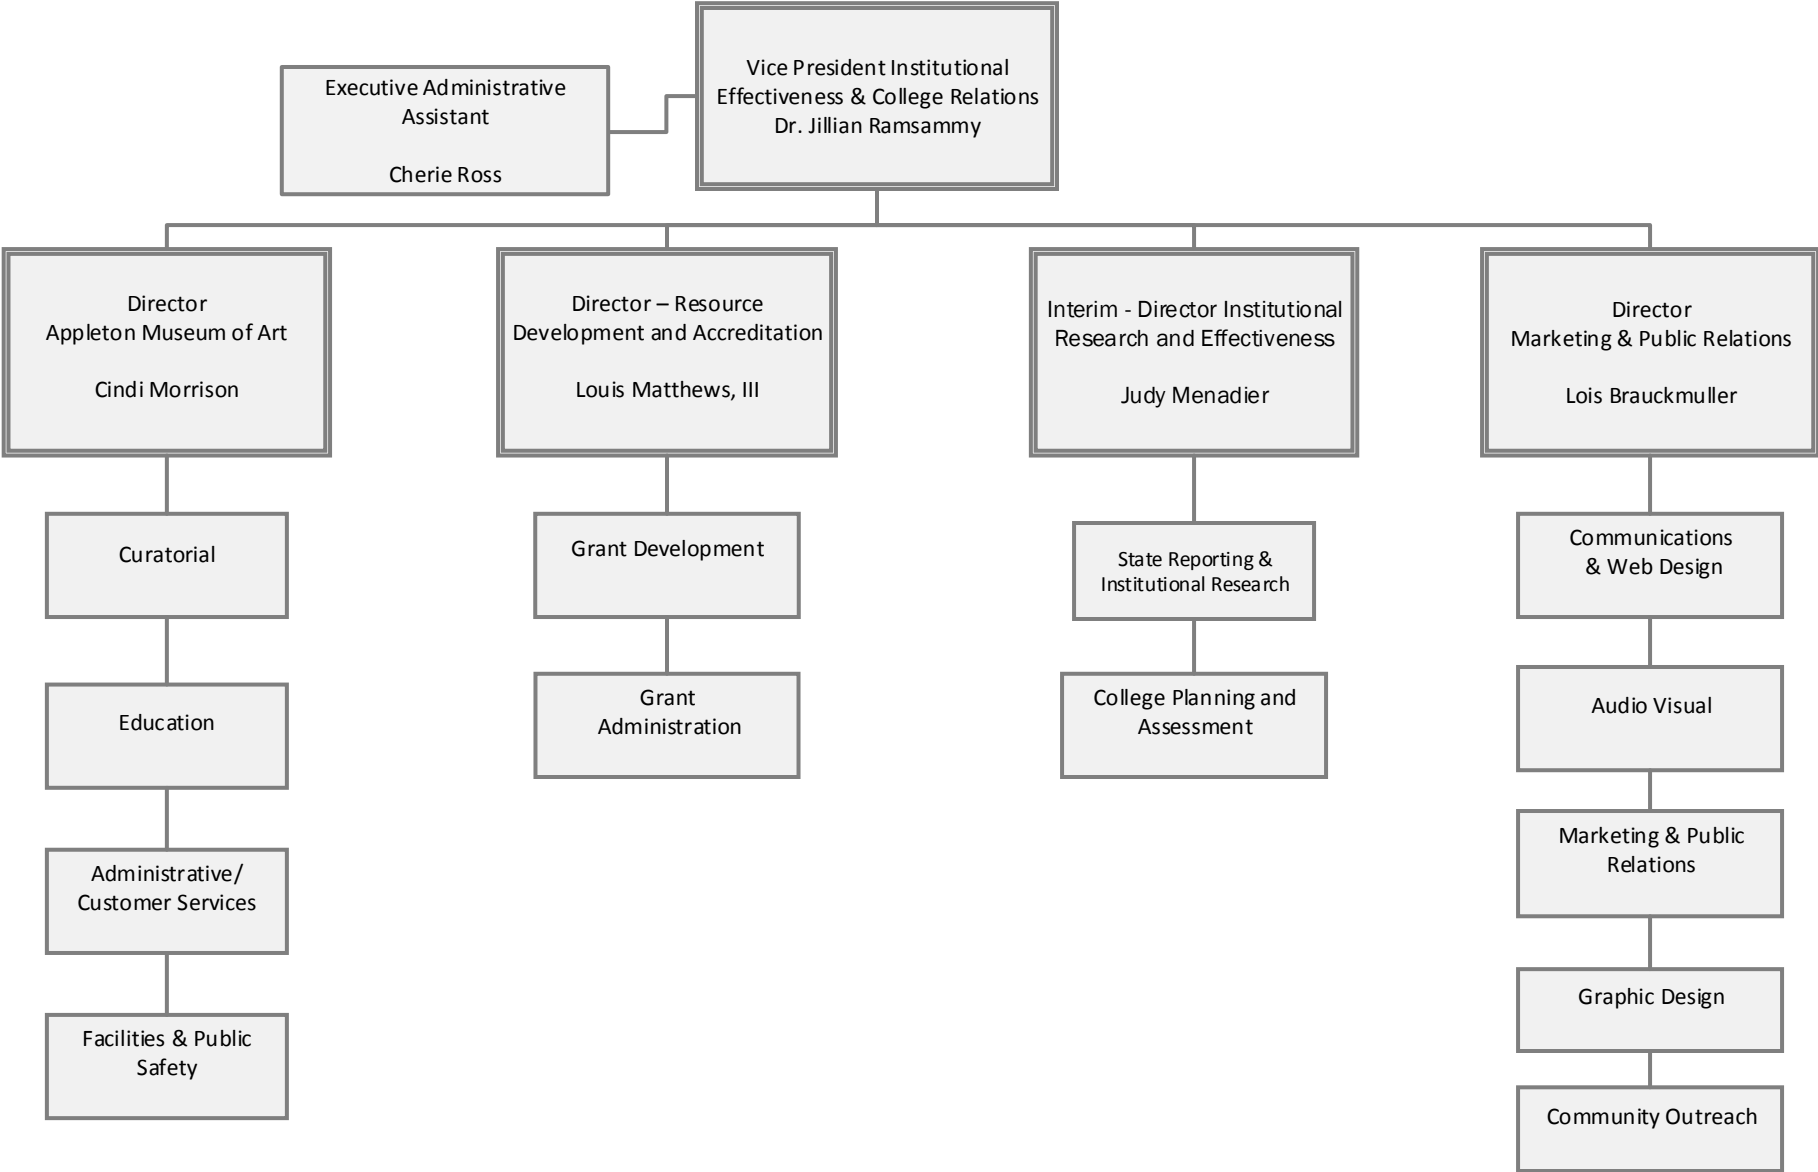 Vice President Institutional
Effectiveness & College Relations
Dr. Jillian Ramsammy
Executive Administrative
Assistant
Cherie Ross
Director
Appleton Museum of Art
Cindi Morrison
Director – Resource
Development and Accreditation
Louis Matthews, III
Interim - Director Institutional
Research and Effectiveness
Judy Menadier
Director
Marketing & Public Relations
Lois Brauckmuller
Curatorial
Education
Administrative/
Customer Services
Facilities & Public
Safety
Grant Development
Grant
Administration
State Reporting &
Institutional Research
College Planning and
Assessment
Communications
& Web Design
Audio Visual
Marketing & Public
Relations
Graphic Design
Community Outreach